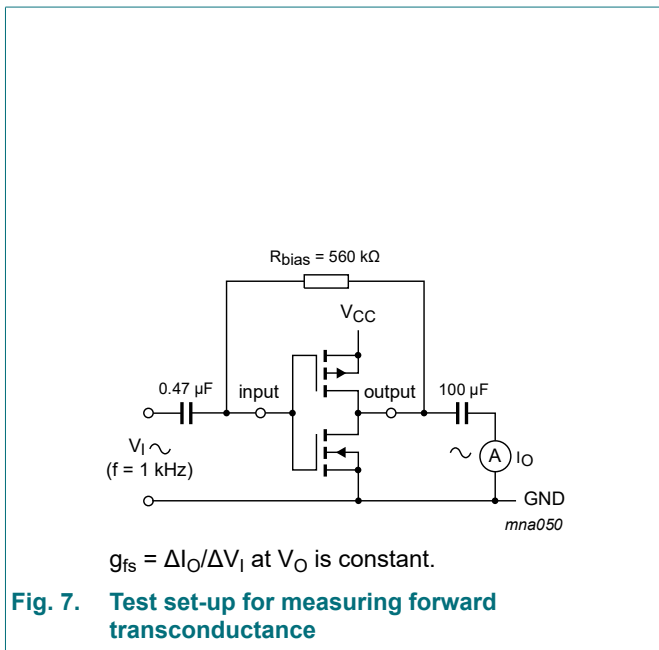 Rbias = 560 kΩ
VCC
0.47 μF
input
output
100 μF
VI
(f = 1 kHz)
A
IO
GND
mna050
gfs = ΔIO/ΔVI at VO is constant.
Fig. 7. Test set-up for measuring forward
transconductance